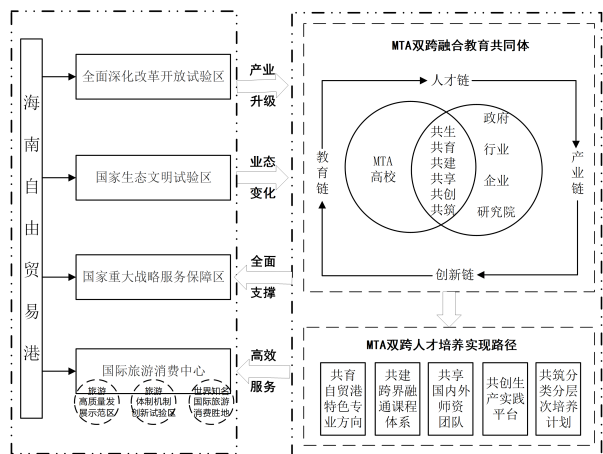 海
南
自
由
贸
易
港
全面深化改革开放试验区
国家生态文明试验区
国家重大战略服务保障区
国际旅游消费中心
旅游
高质量发
展示范区
旅游
体制机制
创新试验区
世界知名
国际旅游
消费胜地
产业
升级
业态
变化
全面
支撑
高效
服务
MTA双跨融合教育共同体
人才链
教育
链
产业
链
创新链
MTA
高校
共生
共育
共建
共享
共创
共筑
政府
行业
企业
研究院
MTA双跨人才培养实现路径
共育
自贸港
特色专
业方向
共建
跨界融
通课程
体系
共享
国内外
师资
团队
共创生
产实践
平台
共筑分
类分层
次培养
计划